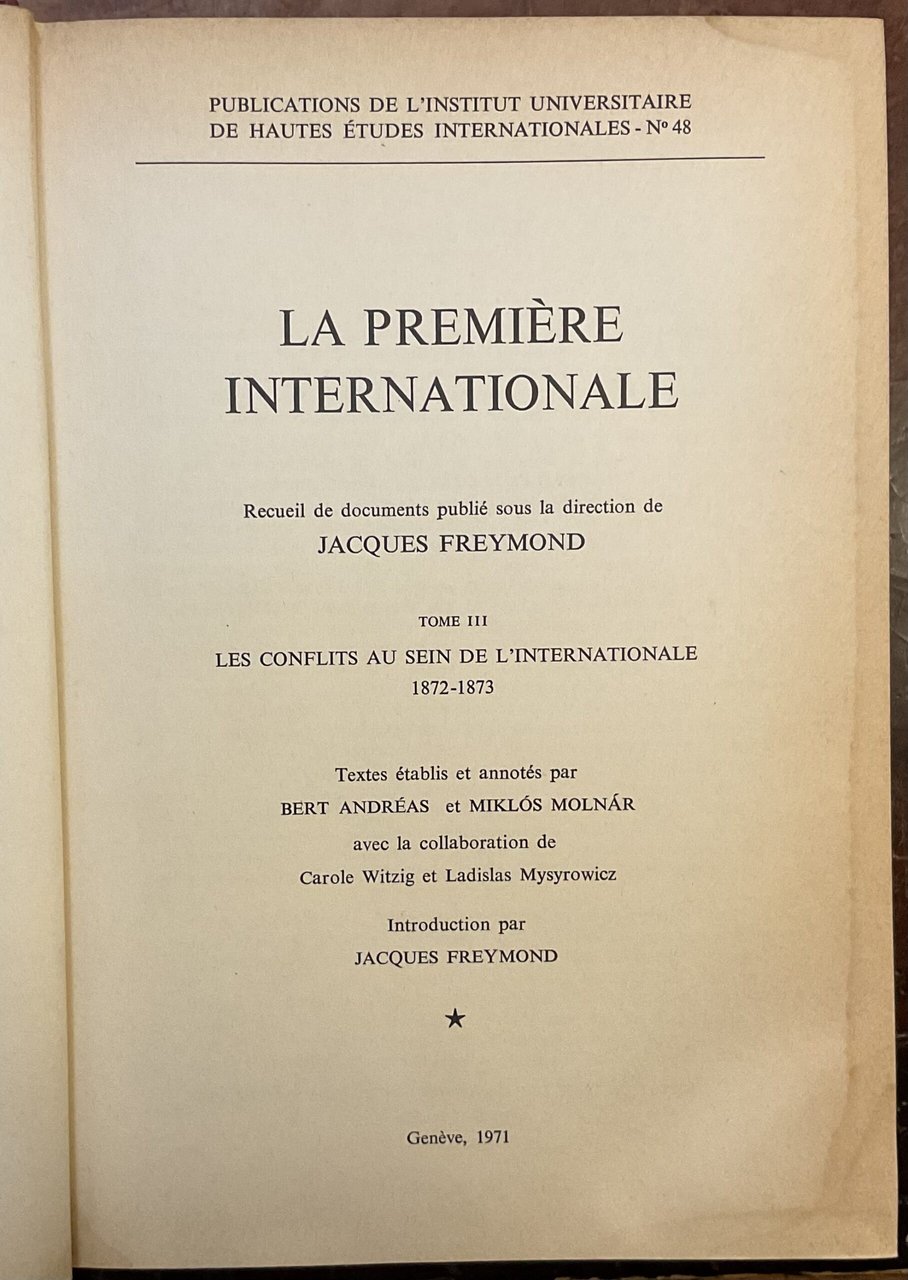 PUBLICATIONS DE L'INSTITUT UNIVERSITAIRE
DE HAUTES ÉTUDES INTERNATIONALES - Nº 48
LA PREMIÈRE
INTERNATIONALE
Recueil de documents publié sous la direction de
JACQUES FREYMOND
TOME III
LES CONFLITS AU SEIN DE L'INTERNATIONALE
1872-1873
Textes établis et annotés par
BERT ANDRÉAS et MIKLÓS MOLNÁR
avec la collaboration de
Carole Witzig et Ladislas Mysyrowicz
Introduction par
JACQUES FREYMOND
Genève, 1971